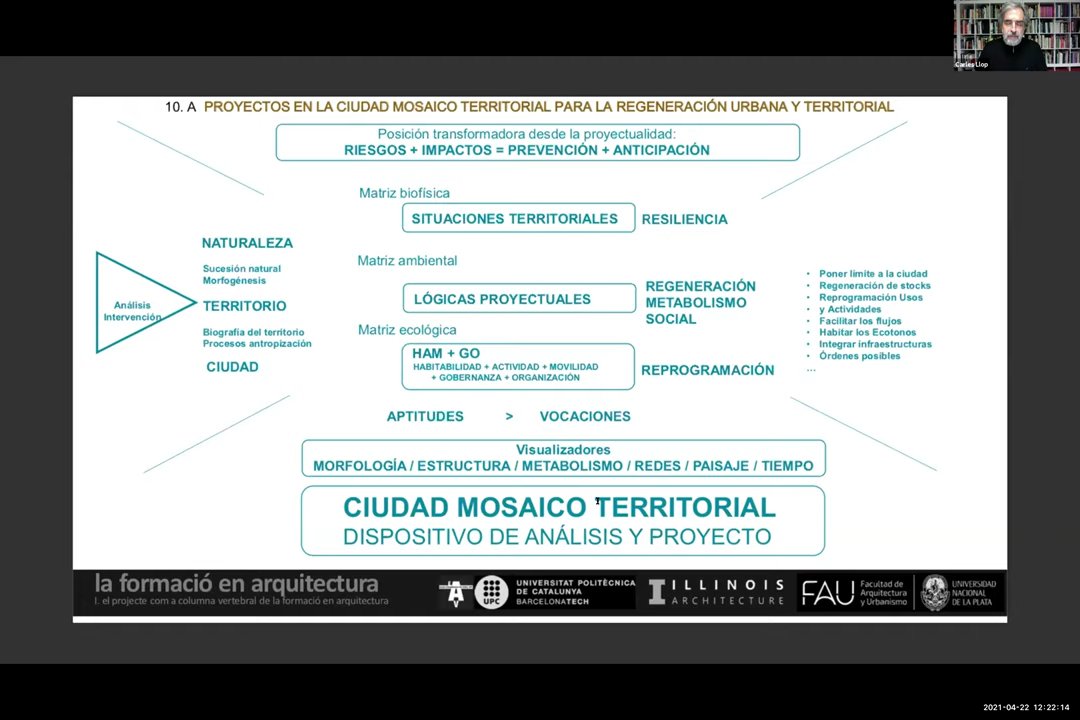 Carles Llop
10. A PROYECTOS EN LA CIUDAD MOSAICO TERRITORIAL PARA LA REGENERACIÓN URBANA Y TERRITORIAL
Posición transformadora desde la proyectualidad:
RIESGOS + IMPACTOS = PREVENCIÓN + ANTICIPACIÓN
Matriz biofísica
SITUACIONES TERRITORIALES
RESILIENCIA
NATURALEZA
Sucesión natural
Morfogénesis
Análisis
Intervención
TERRITORIO
Biografia del territorio
Procesos antropización
CIUDAD
Matriz ambiental
LÓGICAS PROYECTUALES
REGENERACIÓN
METABOLISMO
SOCIAL
Matriz ecológica
HAM + GO
HABITABILIDAD + ACTIVIDAD + MOVILIDAD
+ GOBERNANZA + ORGANIZACIÓN
REPROGRAMACIÓN
• Poner límite a la ciudad
• Regeneración de stocks
• Reprogramación Usos
• y Actividades
• Facilitar los flujos
• Habitar los Ecotonos
• Integrar infraestructuras
• Órdenes posibles
...
APTITUDES > VOCACIONES
Visualizadores
MORFOLOGÍA / ESTRUCTURA / METABOLISMO / REDES / PAISAJE / TIEMPO
CIUDAD MOSAICO TERRITORIAL
DISPOSITIVO DE ANÁLISIS Y PROYECTO
la formació en arquitectura
I. el projecte com a columna vertebral de la formació en arquitectura
UPC
UNIVERSITAT POLITÈCNICA
DE CATALUNYA
BARCELONATECH
ILLINOIS
ARCHITECTURE
FAU
Facultad de
Arquitectura
y Urbanismo
UNIVERSIDAD
NACIONAL
DE LA PLATA
2021-04-22 12:22:14